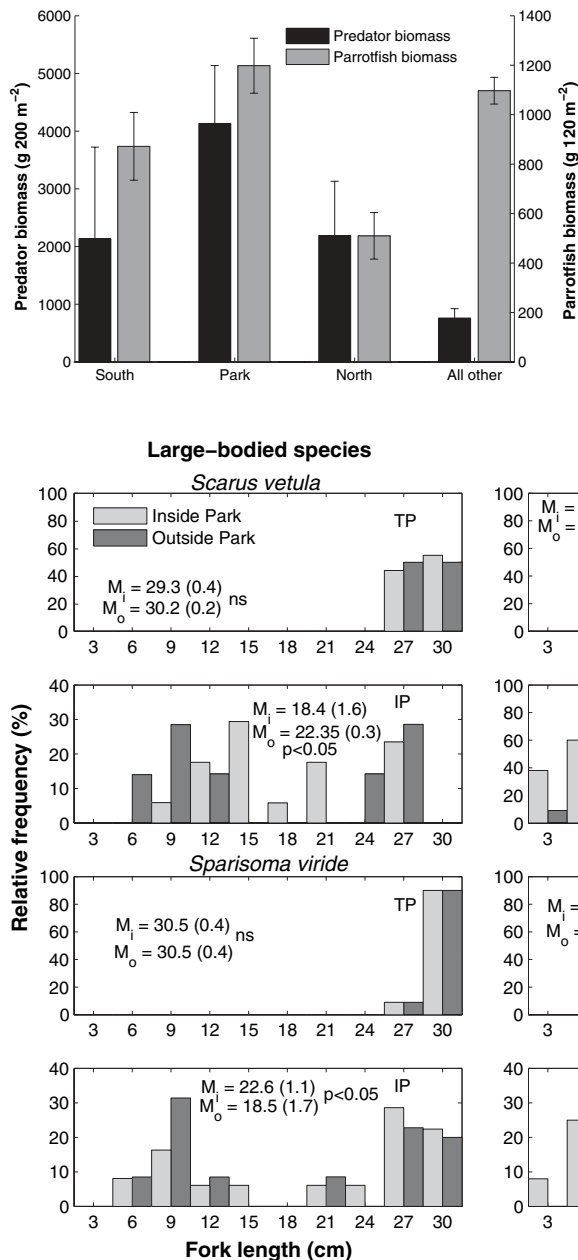 6000
5000
4000
3000
2000
1000
0
Predator biomass (g 200 m−2)
Predator biomass
Parrotfish biomass
1400
1200
1000
800
600
400
200
0
Parrotfish biomass (g 120 m−2)
South Park North All other
Large−bodied species
Scarus vetula
100
80
60
40
20
0
Inside Park
Outside Park
TP
Mi = 29.3 (0.4)
Mo = 30.2 (0.2)
ns
3 6 9 12 15 18 21 24 27 30
100
80
60
40
20
0
Mi =
Mo =
3
Relative frequency (%)
40
30
20
10
0
IP
Mi = 18.4 (1.6)
Mo = 22.35 (0.3)
p<0.05
3 6 9 12 15 18 21 24 27 30
100
80
60
40
20
0
3
Sparisoma viride
100
80
60
40
20
0
TP
Mi = 30.5 (0.4)
Mo = 30.5 (0.4)
ns
3 6 9 12 15 18 21 24 27 30
100
80
60
40
20
0
Mi =
Mo =
3
40
30
20
10
0
IP
Mi = 22.6 (1.1)
Mo = 18.5 (1.7)
p<0.05
3 6 9 12 15 18 21 24 27 30
40
30
20
10
0
3
Fork length (cm)